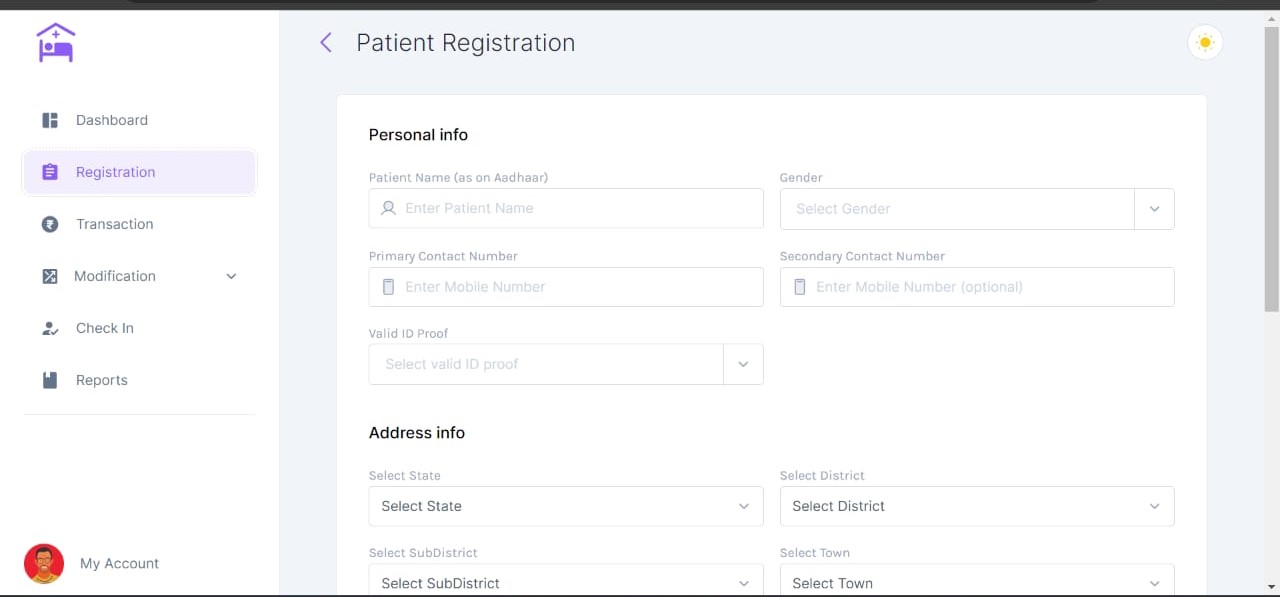 Patient Registration
Dashboard
Registration
Transaction
Modification
Check In
Reports
My Account
Personal info
Patient Name (as on Aadhaar)
Gender
Enter Patient Name
Select Gender
Primary Contact Number
Secondary Contact Number
Enter Mobile Number
Enter Mobile Number (optional)
Valid ID Proof
Select valid ID proof
Address info
Select State
Select District
Select State
Select District
Select SubDistrict
Select Town
Select SubDistrict
Select Town